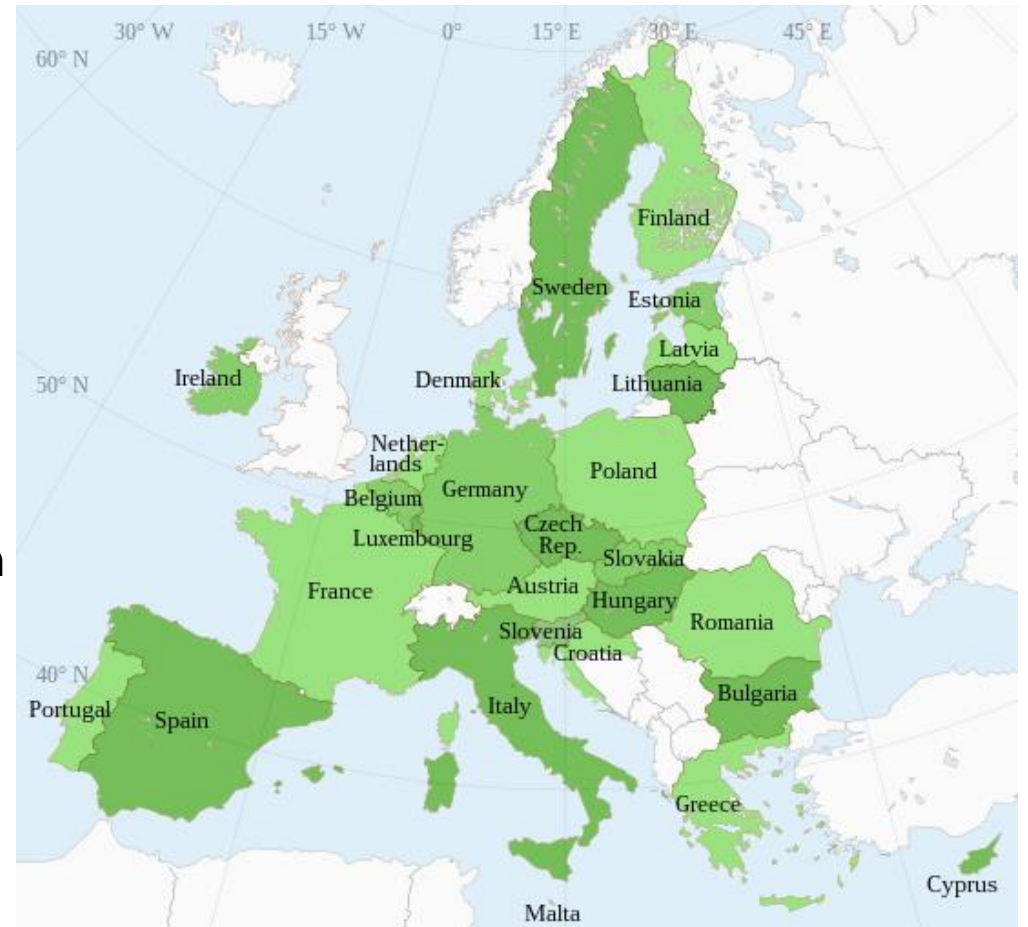 30° W
15° W
0°
15° E
30° E
45° E
60° N
Finland
Sweden
Estonia
Latvia
Ireland
Denmark
Lithuania
50° N
Nether-
lands
Poland
Belgium
Germany
Czech
Rep.
Luxembourg
Slovakia
France
Austria
Hungary
Romania
Slovenia
Croatia
40° N
Bulgaria
Portugal
Spain
Italy
Greece
Cyprus
Malta